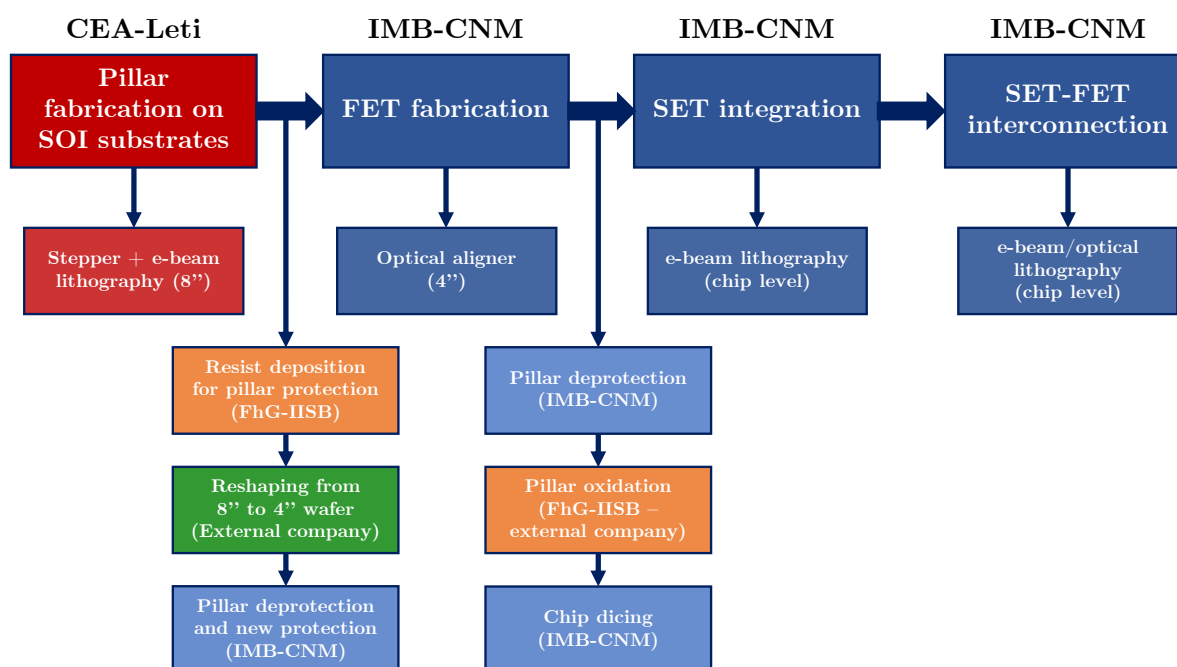 CEA-Leti
IMB-CNM
IMB-CNM
IMB-CNM
Pillar
fabrication on
SOI substrates
FET fabrication
SET integration
SET-FET
interconnection
Stepper + e-beam
lithography (8”)
Optical aligner
(4”)
e-beam lithography
(chip level)
e-beam/optical
lithography
(chip level)
Resist deposition
for pillar protection
(FhG-IISB)
Pillar deprotection
(IMB-CNM)
Reshaping from
8” to 4” wafer
(External company)
Pillar oxidation
(FhG-IISB –
external company)
Pillar deprotection
and new protection
(IMB-CNM)
Chip dicing
(IMB-CNM)